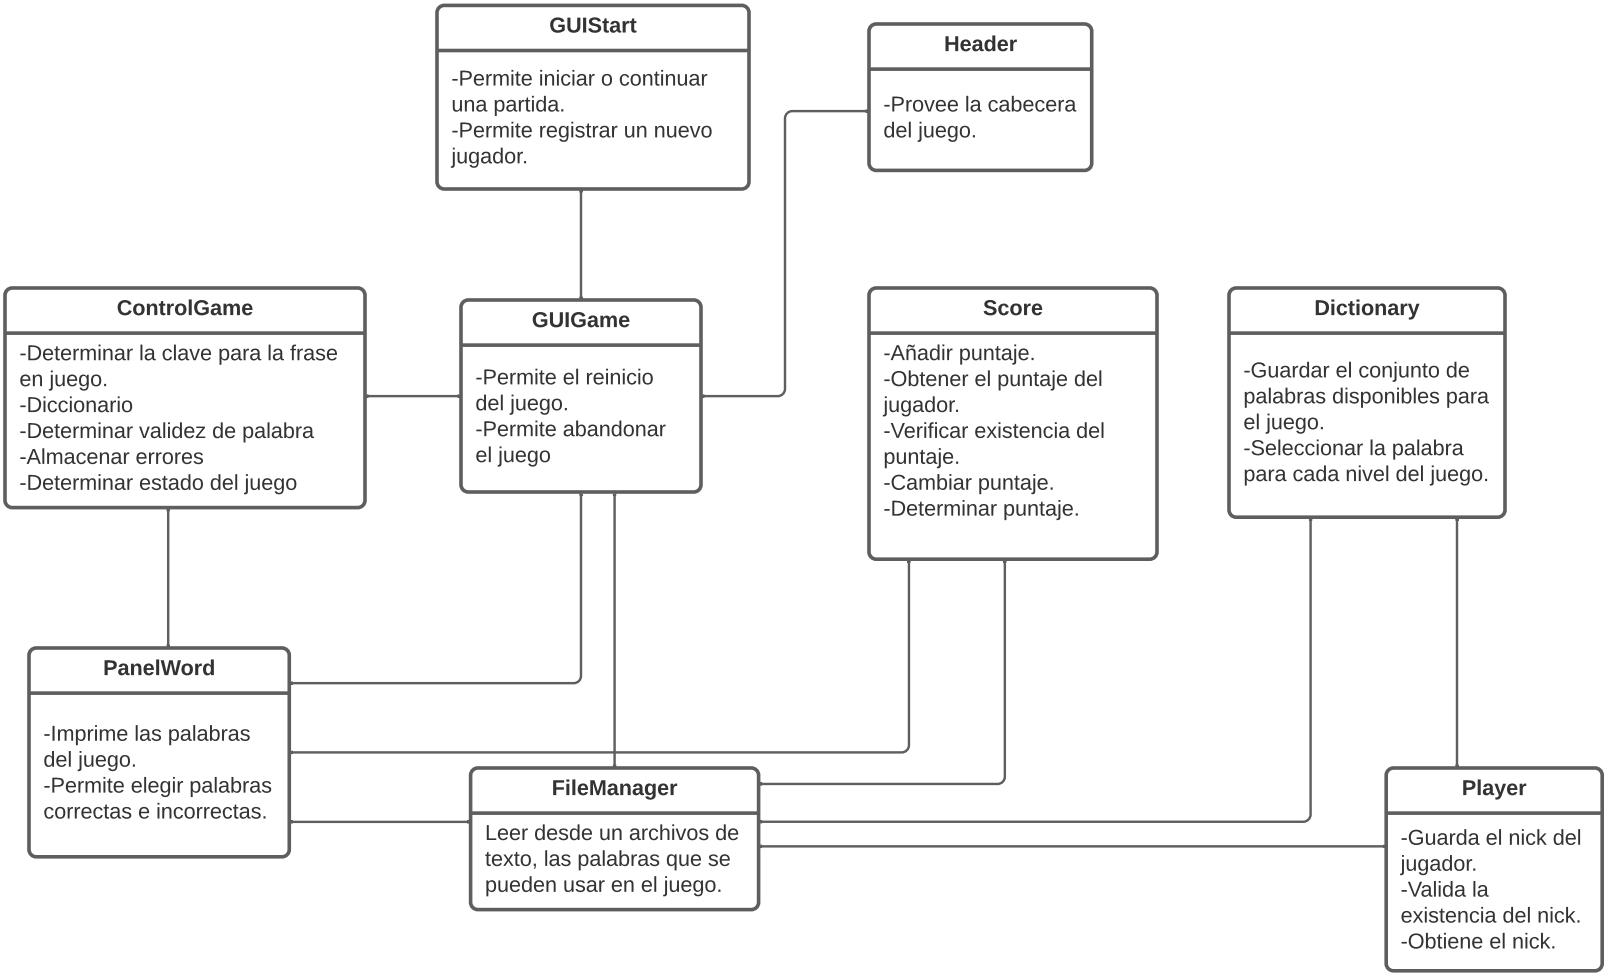 GUIStart
-Permite iniciar o continuar
una partida.
-Permite registrar un nuevo
jugador.
Header
-Provee la cabecera
del juego.
ControlGame
-Determinar la clave para la frase
en juego.
-Diccionario
-Determinar validez de palabra
-Almacenar errores
-Determinar estado del juego
GUIGame
-Permite el reinicio
del juego.
-Permite abandonar
el juego
Score
-Añadir puntaje.
-Obtener el puntaje del
jugador.
-Verificar existencia del
puntaje.
-Cambiar puntaje.
-Determinar puntaje.
Dictionary
-Guardar el conjunto de
palabras disponibles para
el juego.
-Seleccionar la palabra
para cada nivel del juego.
PanelWord
-Imprime las palabras
del juego.
-Permite elegir palabras
correctas e incorrectas.
FileManager
Leer desde un archivos de
texto, las palabras que se
pueden usar en el juego.
Player
-Guarda el nick del
jugador.
-Valida la
existencia del nick.
-Obtiene el nick.